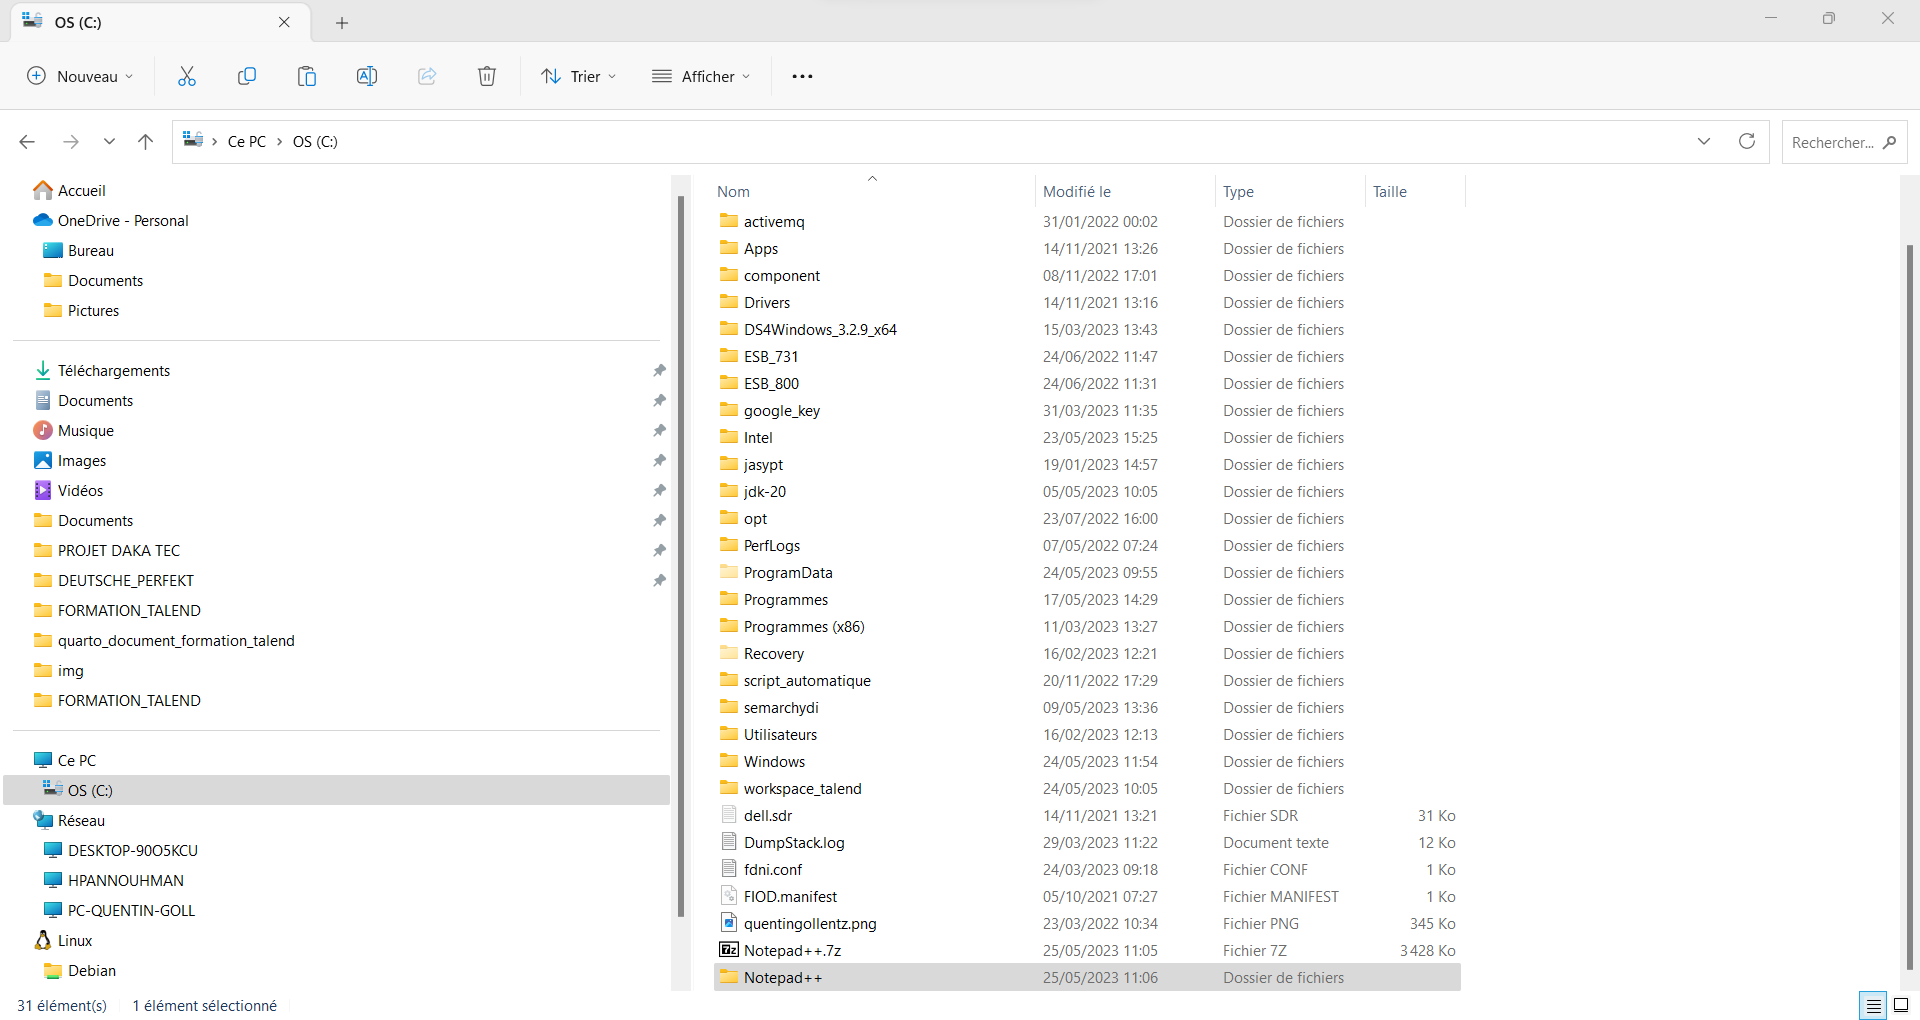 OS (C:)
Nouveau
Trier
Afficher
Ce PC
OS (C:)
Rechercher...
Accueil
OneDrive - Personal
Bureau
Documents
Pictures
Téléchargements
Documents
Musique
Images
Vidéos
Documents
PROJET DAKA TEC
DEUTSCHE_PERFEKT
FORMATION_TALEND
quarto_document_formation_talend
img
FORMATION_TALEND
Ce PC
OS (C:)
Réseau
DESKTOP-90O5KCU
HPANNOUHMAN
PC-QUENTIN-GOLL
Linux
Debian
Nom Modifié le Type Taille
activemq 31/01/2022 00:02 Dossier de fichiers
Apps 14/11/2021 13:26 Dossier de fichiers
component 08/11/2022 17:01 Dossier de fichiers
Drivers 14/11/2021 13:16 Dossier de fichiers
DS4Windows_3.2.9_x64 15/03/2023 13:43 Dossier de fichiers
ESB_731 24/06/2022 11:47 Dossier de fichiers
ESB_800 24/06/2022 11:31 Dossier de fichiers
google_key 31/03/2023 11:35 Dossier de fichiers
Intel 23/05/2023 15:25 Dossier de fichiers
jasypt 19/01/2023 14:57 Dossier de fichiers
jdk-20 05/05/2023 10:05 Dossier de fichiers
opt 23/07/2022 16:00 Dossier de fichiers
PerfLogs 07/05/2022 07:24 Dossier de fichiers
ProgramData 24/05/2023 09:55 Dossier de fichiers
Programmes 17/05/2023 14:29 Dossier de fichiers
Programmes (x86) 11/03/2023 13:27 Dossier de fichiers
Recovery 16/02/2023 12:21 Dossier de fichiers
script_automatique 20/11/2022 17:29 Dossier de fichiers
semarchydi 09/05/2023 13:36 Dossier de fichiers
Utilisateurs 16/02/2023 12:13 Dossier de fichiers
Windows 24/05/2023 11:54 Dossier de fichiers
workspace_talend 24/05/2023 10:05 Dossier de fichiers
dell.sdr 14/11/2021 13:21 Fichier SDR 31 Ko
DumpStack.log 29/03/2023 11:22 Document texte 12 Ko
fdni.conf 24/03/2023 09:18 Fichier CONF 1 Ko
FIOD.manifest 05/10/2021 07:27 Fichier MANIFEST 1 Ko
quentingollentz.png 23/03/2022 10:34 Fichier PNG 345 Ko
Notepad++.7z 25/05/2023 11:05 Fichier 7Z 3 428 Ko
Notepad++ 25/05/2023 11:06 Dossier de fichiers
31 élément(s) 1 élément sélectionné